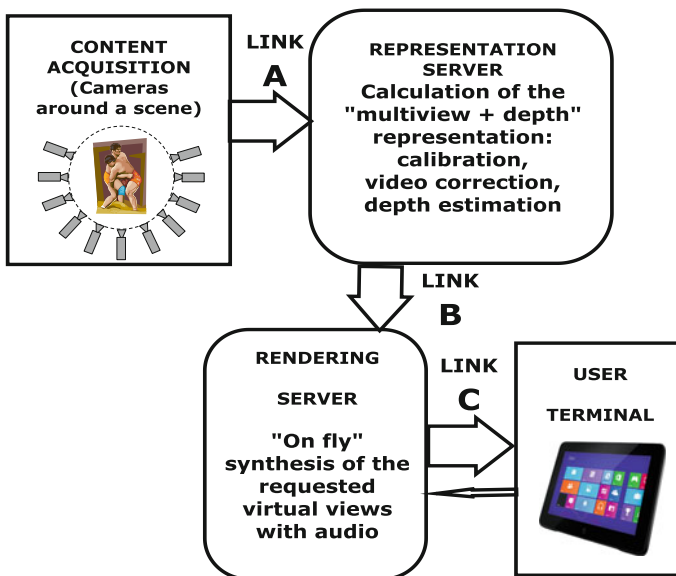 CONTENT
ACQUISITION
(Cameras
around a scene)
LINK
A
REPRESENTATION
SERVER
Calculation of the
"multiview + depth"
representation:
calibration,
video correction,
depth estimation
LINK
B
RENDERING
SERVER
"On fly"
synthesis of the
requested
virtual views
with audio
LINK
C
USER
TERMINAL